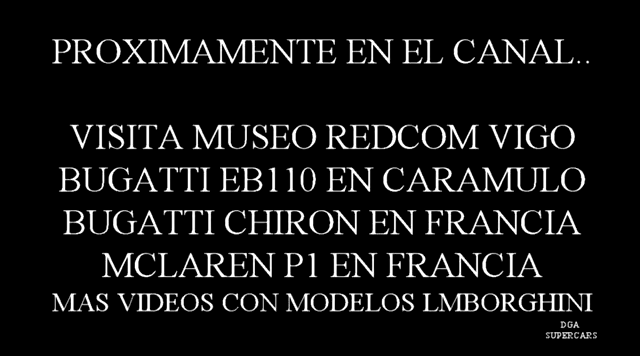 PROXIMAMENTE EN EL CANAL..
VISITA MUSEO REDCOM VIGO
BUGATTI EB110 EN CARAMULO
BUGATTI CHIRON EN FRANCIA
MCLAREN P1 EN FRANCIA
MAS VIDEOS CON MODELOS LMBORGHINI
DGA
SUPERCARS